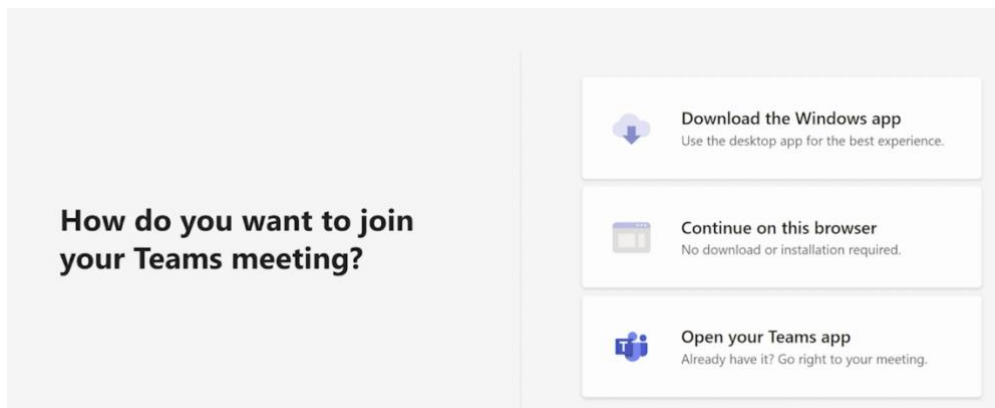 How do you want to join
your Teams meeting?
Download the Windows app
Use the desktop app for the best experience.
Continue on this browser
No download or installation required.
Open your Teams app
Already have it? Go right to your meeting.